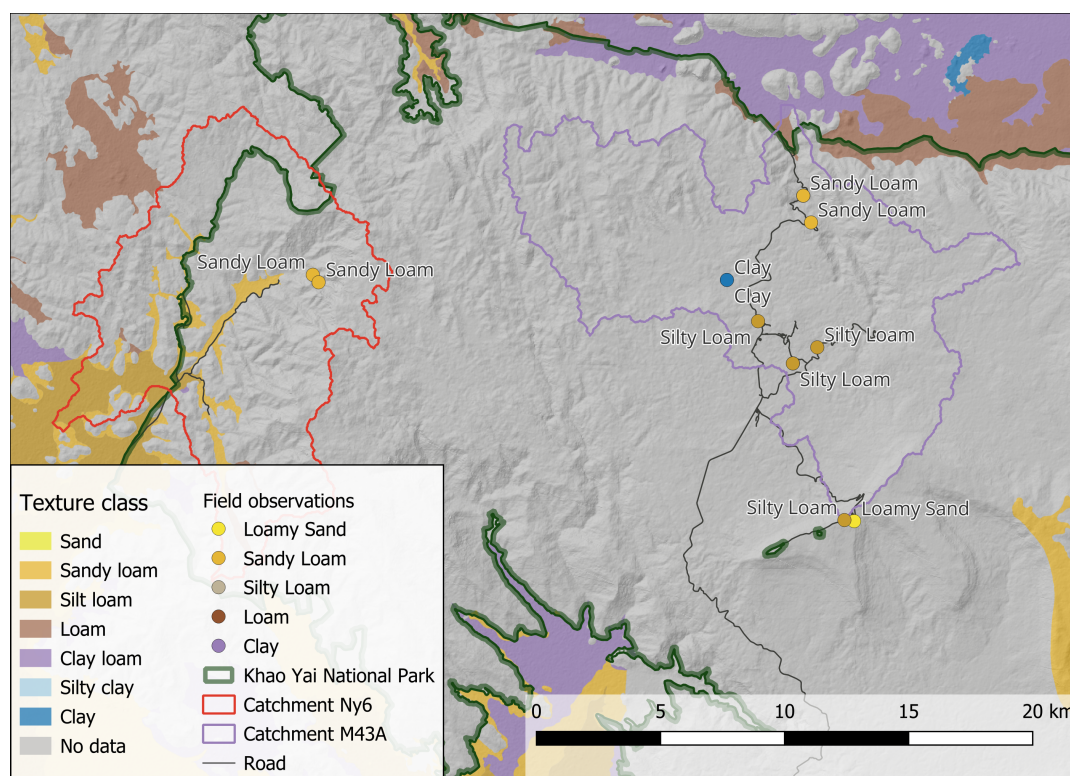 Sandy Loam
Sandy Loam
Sandy Loam
Sandy Loam
Clay
Clay
Silty Loam
Silty Loam
Silty Loam
Silty Loam
Loamy Sand
Texture class
Sand
Sandy loam
Silt loam
Loam
Clay loam
Silty clay
Clay
No data
Field observations
Loamy Sand
Sandy Loam
Silty Loam
Loam
Clay
Khao Yai National Park
Catchment Ny6
Catchment M43A
Road
0 5 10 15 20 km